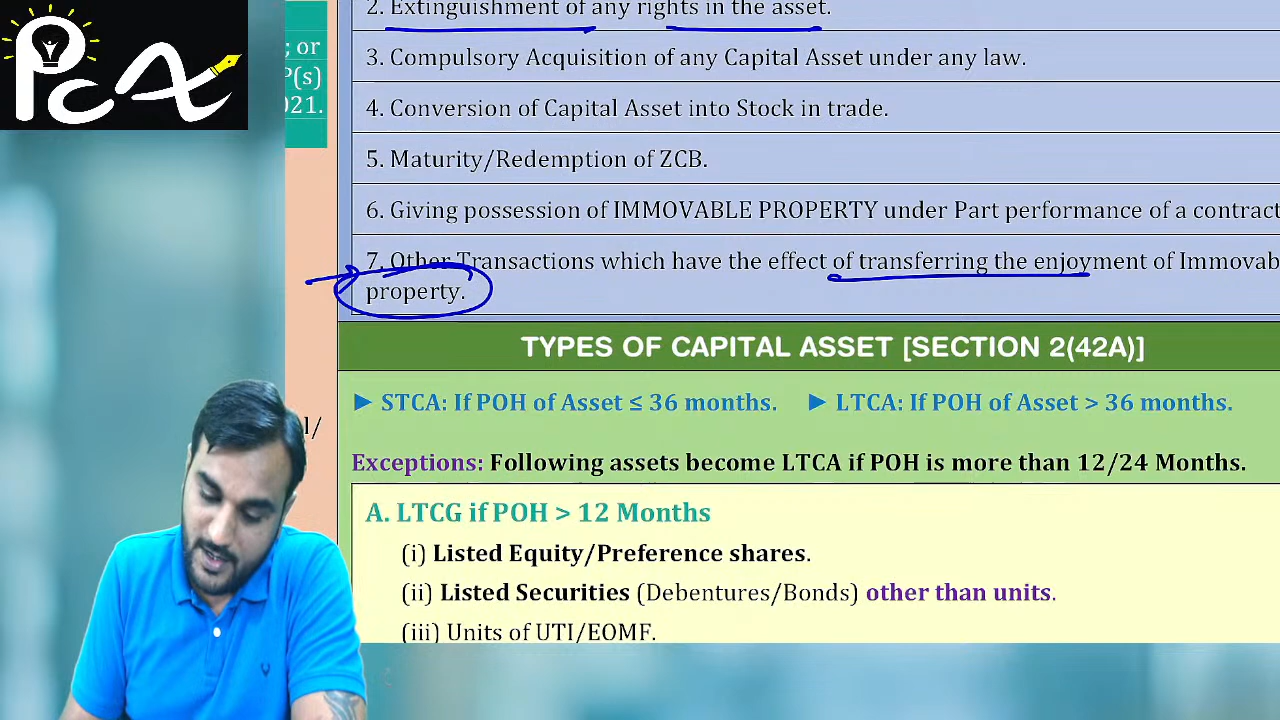 PCA
; or
P(s)
021.
l/
2. Extinguishment of any rights in the asset.
3. Compulsory Acquisition of any Capital Asset under any law.
4. Conversion of Capital Asset into Stock in trade.
5. Maturity/Redemption of ZCB.
6. Giving possession of IMMOVABLE PROPERTY under Part performance of a contract
7. Other Transactions which have the effect of transferring the enjoyment of Immovab
property.
TYPES OF CAPITAL ASSET [SECTION 2(42A)]
► STCA: If POH of Asset ≤ 36 months. ► LTCA: If POH of Asset > 36 months.
Exceptions: Following assets become LTCA if POH is more than 12/24 Months.
A. LTCG if POH > 12 Months
(i) Listed Equity/Preference shares.
(ii) Listed Securities (Debentures/Bonds) other than units.
(iii) Units of UTI/EOMF.